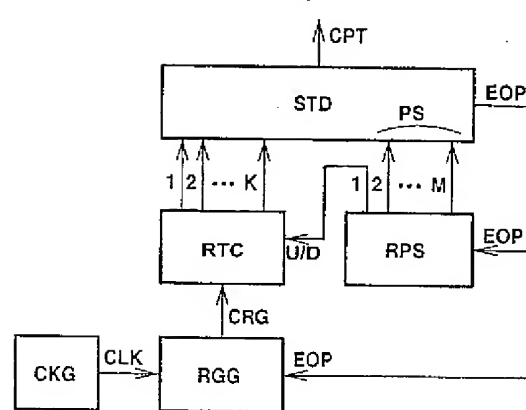 CPT
STD
EOP
PS
1 2 ... K
1 2 ... M
RTC
U/D
RPS
EOP
CRG
CKG
CLK
RGG
EOP